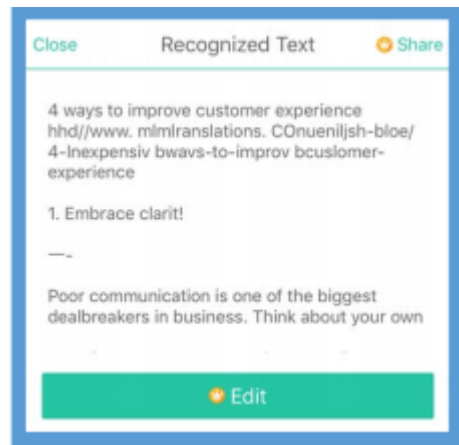 Close
Recognized Text
Share
4 ways to improve customer experience
hhd//www. mlmlranslations. COnueniljsh-bloe/
4-Inexpensiv bwavs-to-improv bcuslomer-
experience
1. Embrace clarit!
—-
Poor communication is one of the biggest
dealbreakers in business. Think about your own
Edit